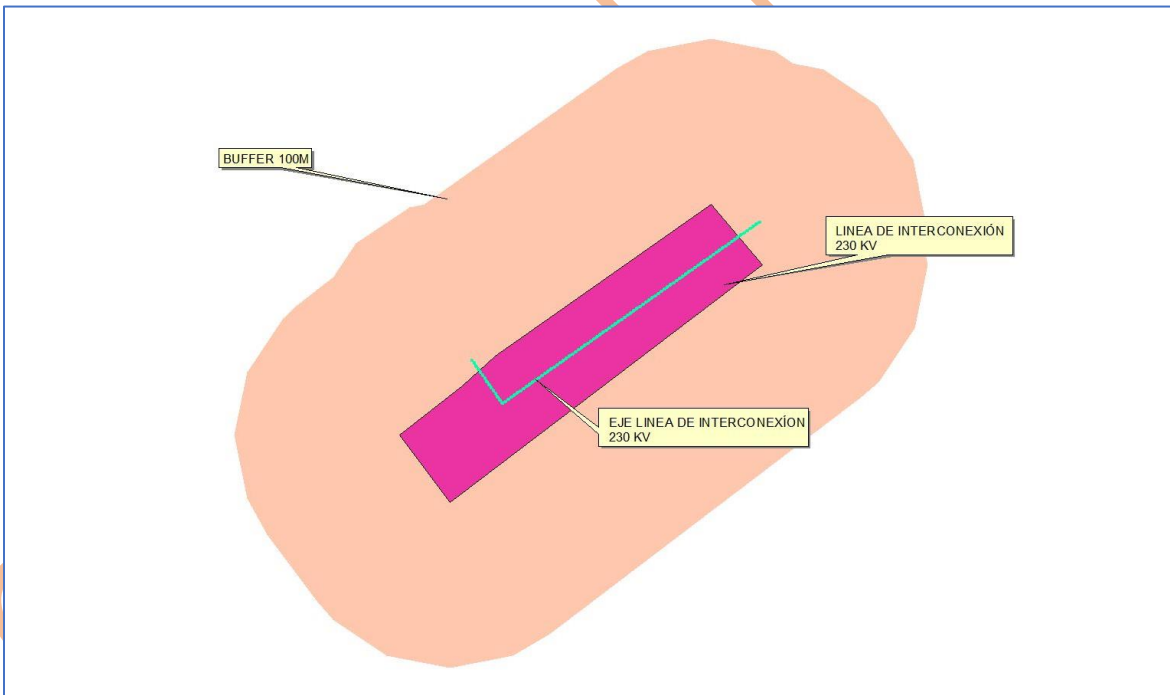 BUFFER 100M
LINEA DE INTERCONEXIÓN
230 KV
EJE LINEA DE INTERCONEXÍON
230 KV